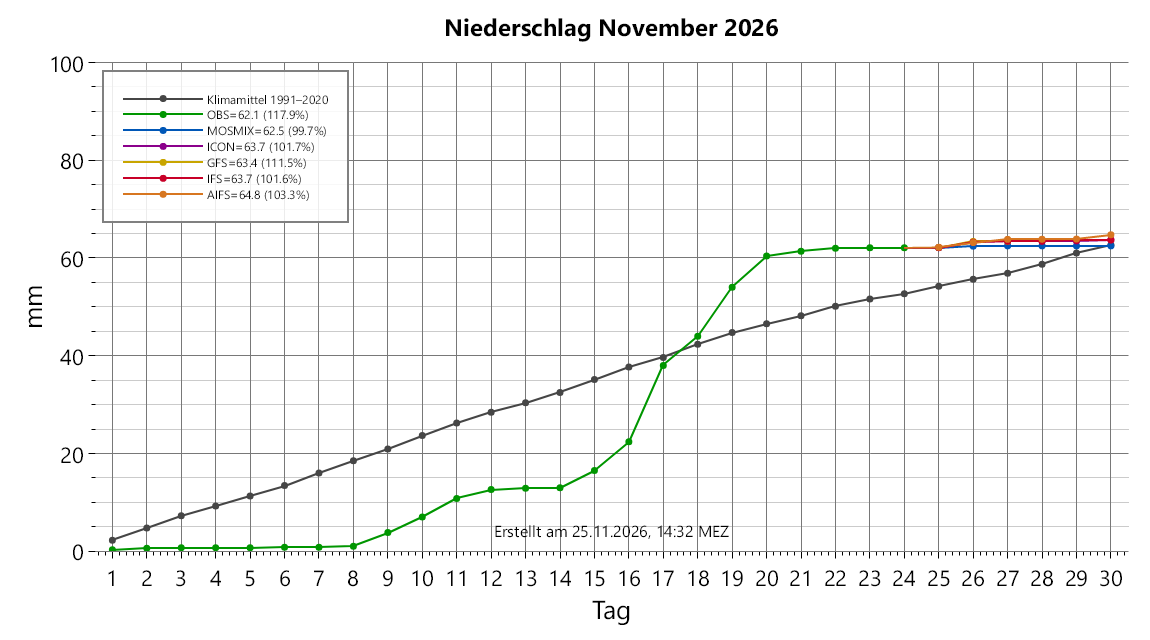 Niederschlag November 2026
100
80
60
40
20
0
mm
Klimamittel 1991–2020
OBS=62.1 (117.9%)
MOSMIX=62.5 (99.7%)
ICON=63.7 (101.7%)
GFS=63.4 (111.5%)
IFS=63.7 (101.6%)
AIFS=64.8 (103.3%)
Erstellt am 25.11.2026, 14:32 MEZ
1 2 3 4 5 6 7 8 9 10 11 12 13 14 15 16 17 18 19 20 21 22 23 24 25 26 27 28 29 30
Tag